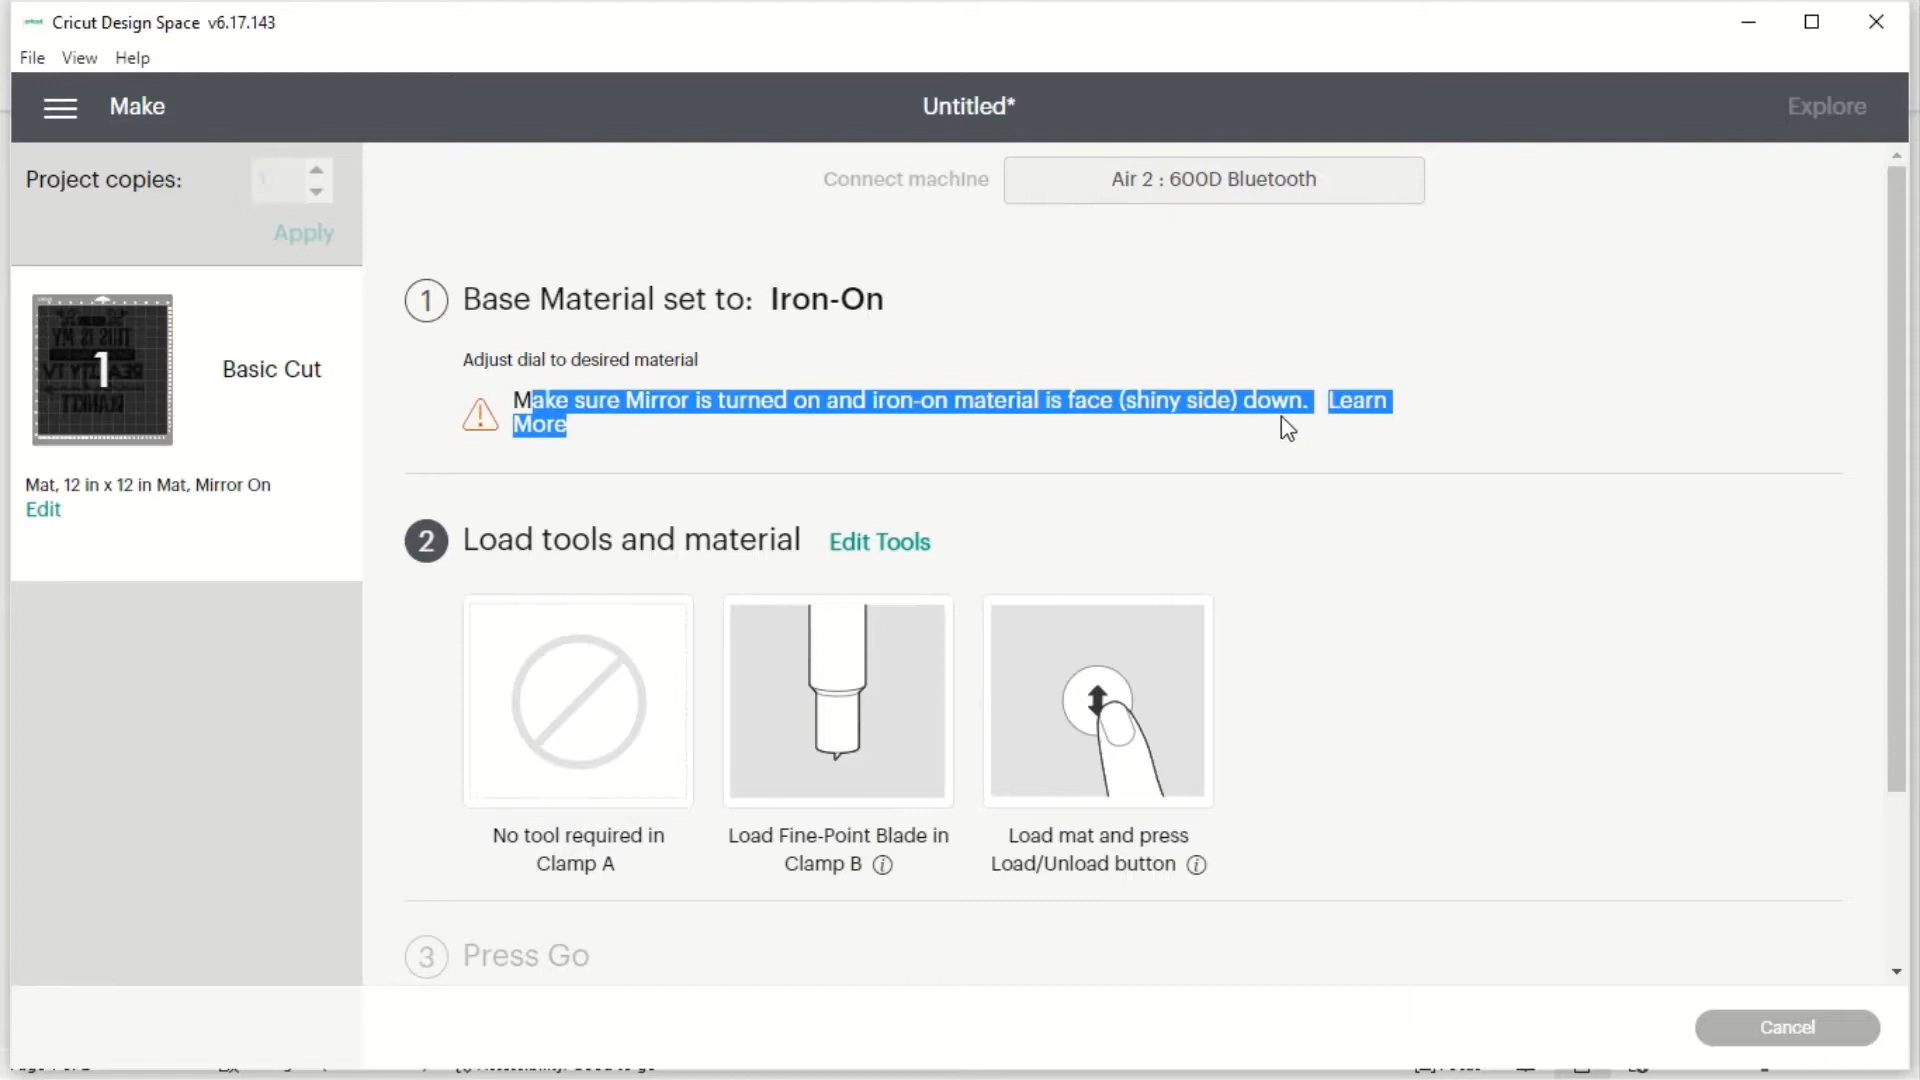 Cricut Design Space v6.17.143
File View Help
Make
Untitled*
Explore
Project copies:
1
Apply
Connect machine
Air 2 : 600D Bluetooth
1
Basic Cut
Mat, 12 in x 12 in Mat, Mirror On
Edit
1 Base Material set to: Iron-On
Adjust dial to desired material
Make sure Mirror is turned on and iron-on material is face (shiny side) down. Learn
More
2 Load tools and material Edit Tools
No tool required in
Clamp A
Load Fine-Point Blade in
Clamp B
Load mat and press
Load/Unload button
3 Press Go
Cancel